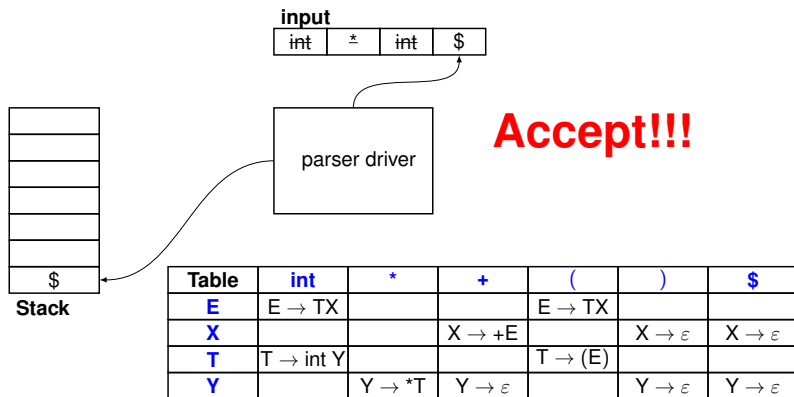 input
int * int $
Accept!!!
parser driver
$
Stack
Table int * + ( ) $
E E → TX E → TX
X X → +E X → ε X → ε
T T → int Y T → (E)
Y Y → *T Y → ε Y → ε Y → ε